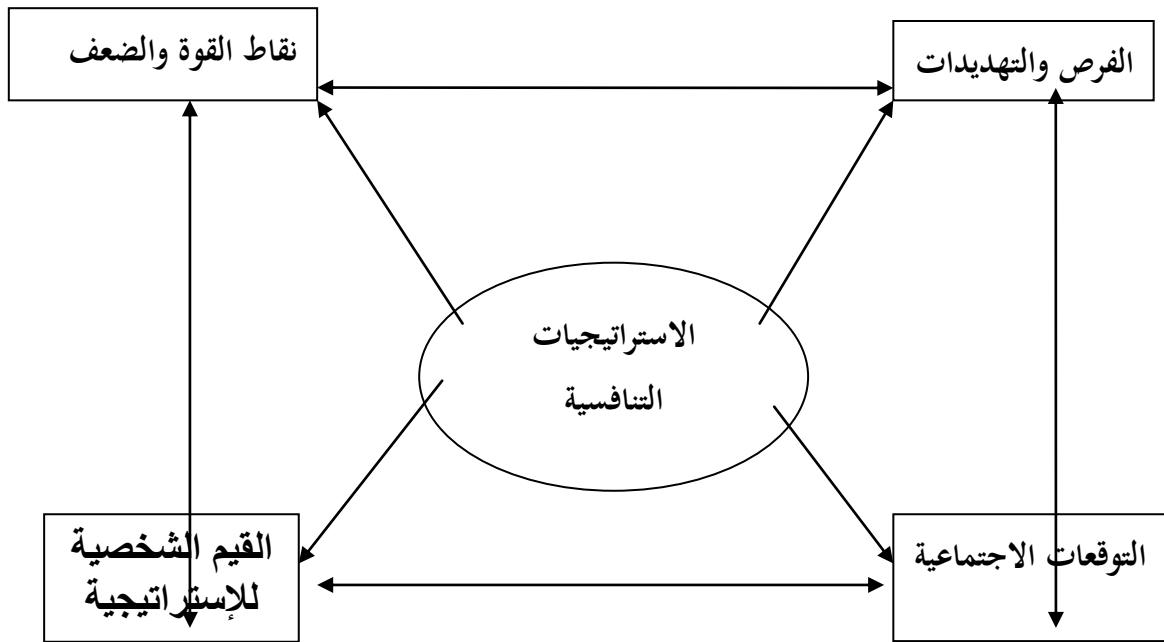 الفرص والتهديدات
نقاط القوة والضعف
الاستراتيجيات
التنافسية
التوقعات الاجتماعية
القيم الشخصية
للإستراتيجية